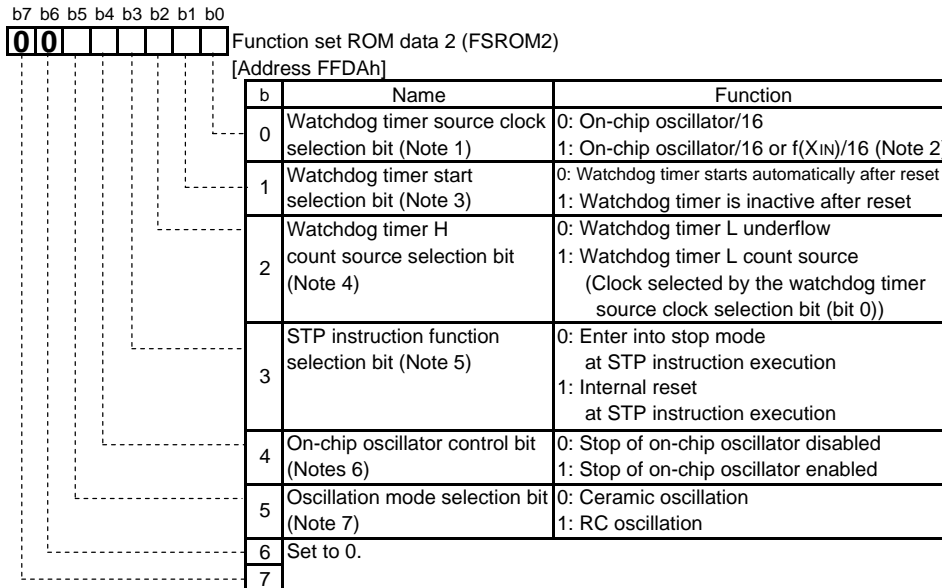 b7 b6 b5 b4 b3 b2 b1 b0
0 0
Function set ROM data 2 (FSROM2)
[Address FFDAh]
b Name Function
0 Watchdog timer source clock selection bit (Note 1)
0: On-chip oscillator/16
1: On-chip oscillator/16 or f(XIN)/16 (Note 2)
1 Watchdog timer start selection bit (Note 3)
0: Watchdog timer starts automatically after reset
1: Watchdog timer is inactive after reset
2 Watchdog timer H
count source selection bit
(Note 4)
0: Watchdog timer L underflow
1: Watchdog timer L count source
(Clock selected by the watchdog timer
source clock selection bit (bit 0))
3 STP instruction function
selection bit (Note 5)
0: Enter into stop mode
at STP instruction execution
1: Internal reset
at STP instruction execution
4 On-chip oscillator control bit
(Notes 6)
0: Stop of on-chip oscillator disabled
1: Stop of on-chip oscillator enabled
5 Oscillation mode selection bit
(Note 7)
0: Ceramic oscillation
1: RC oscillation
6 Set to 0.
7